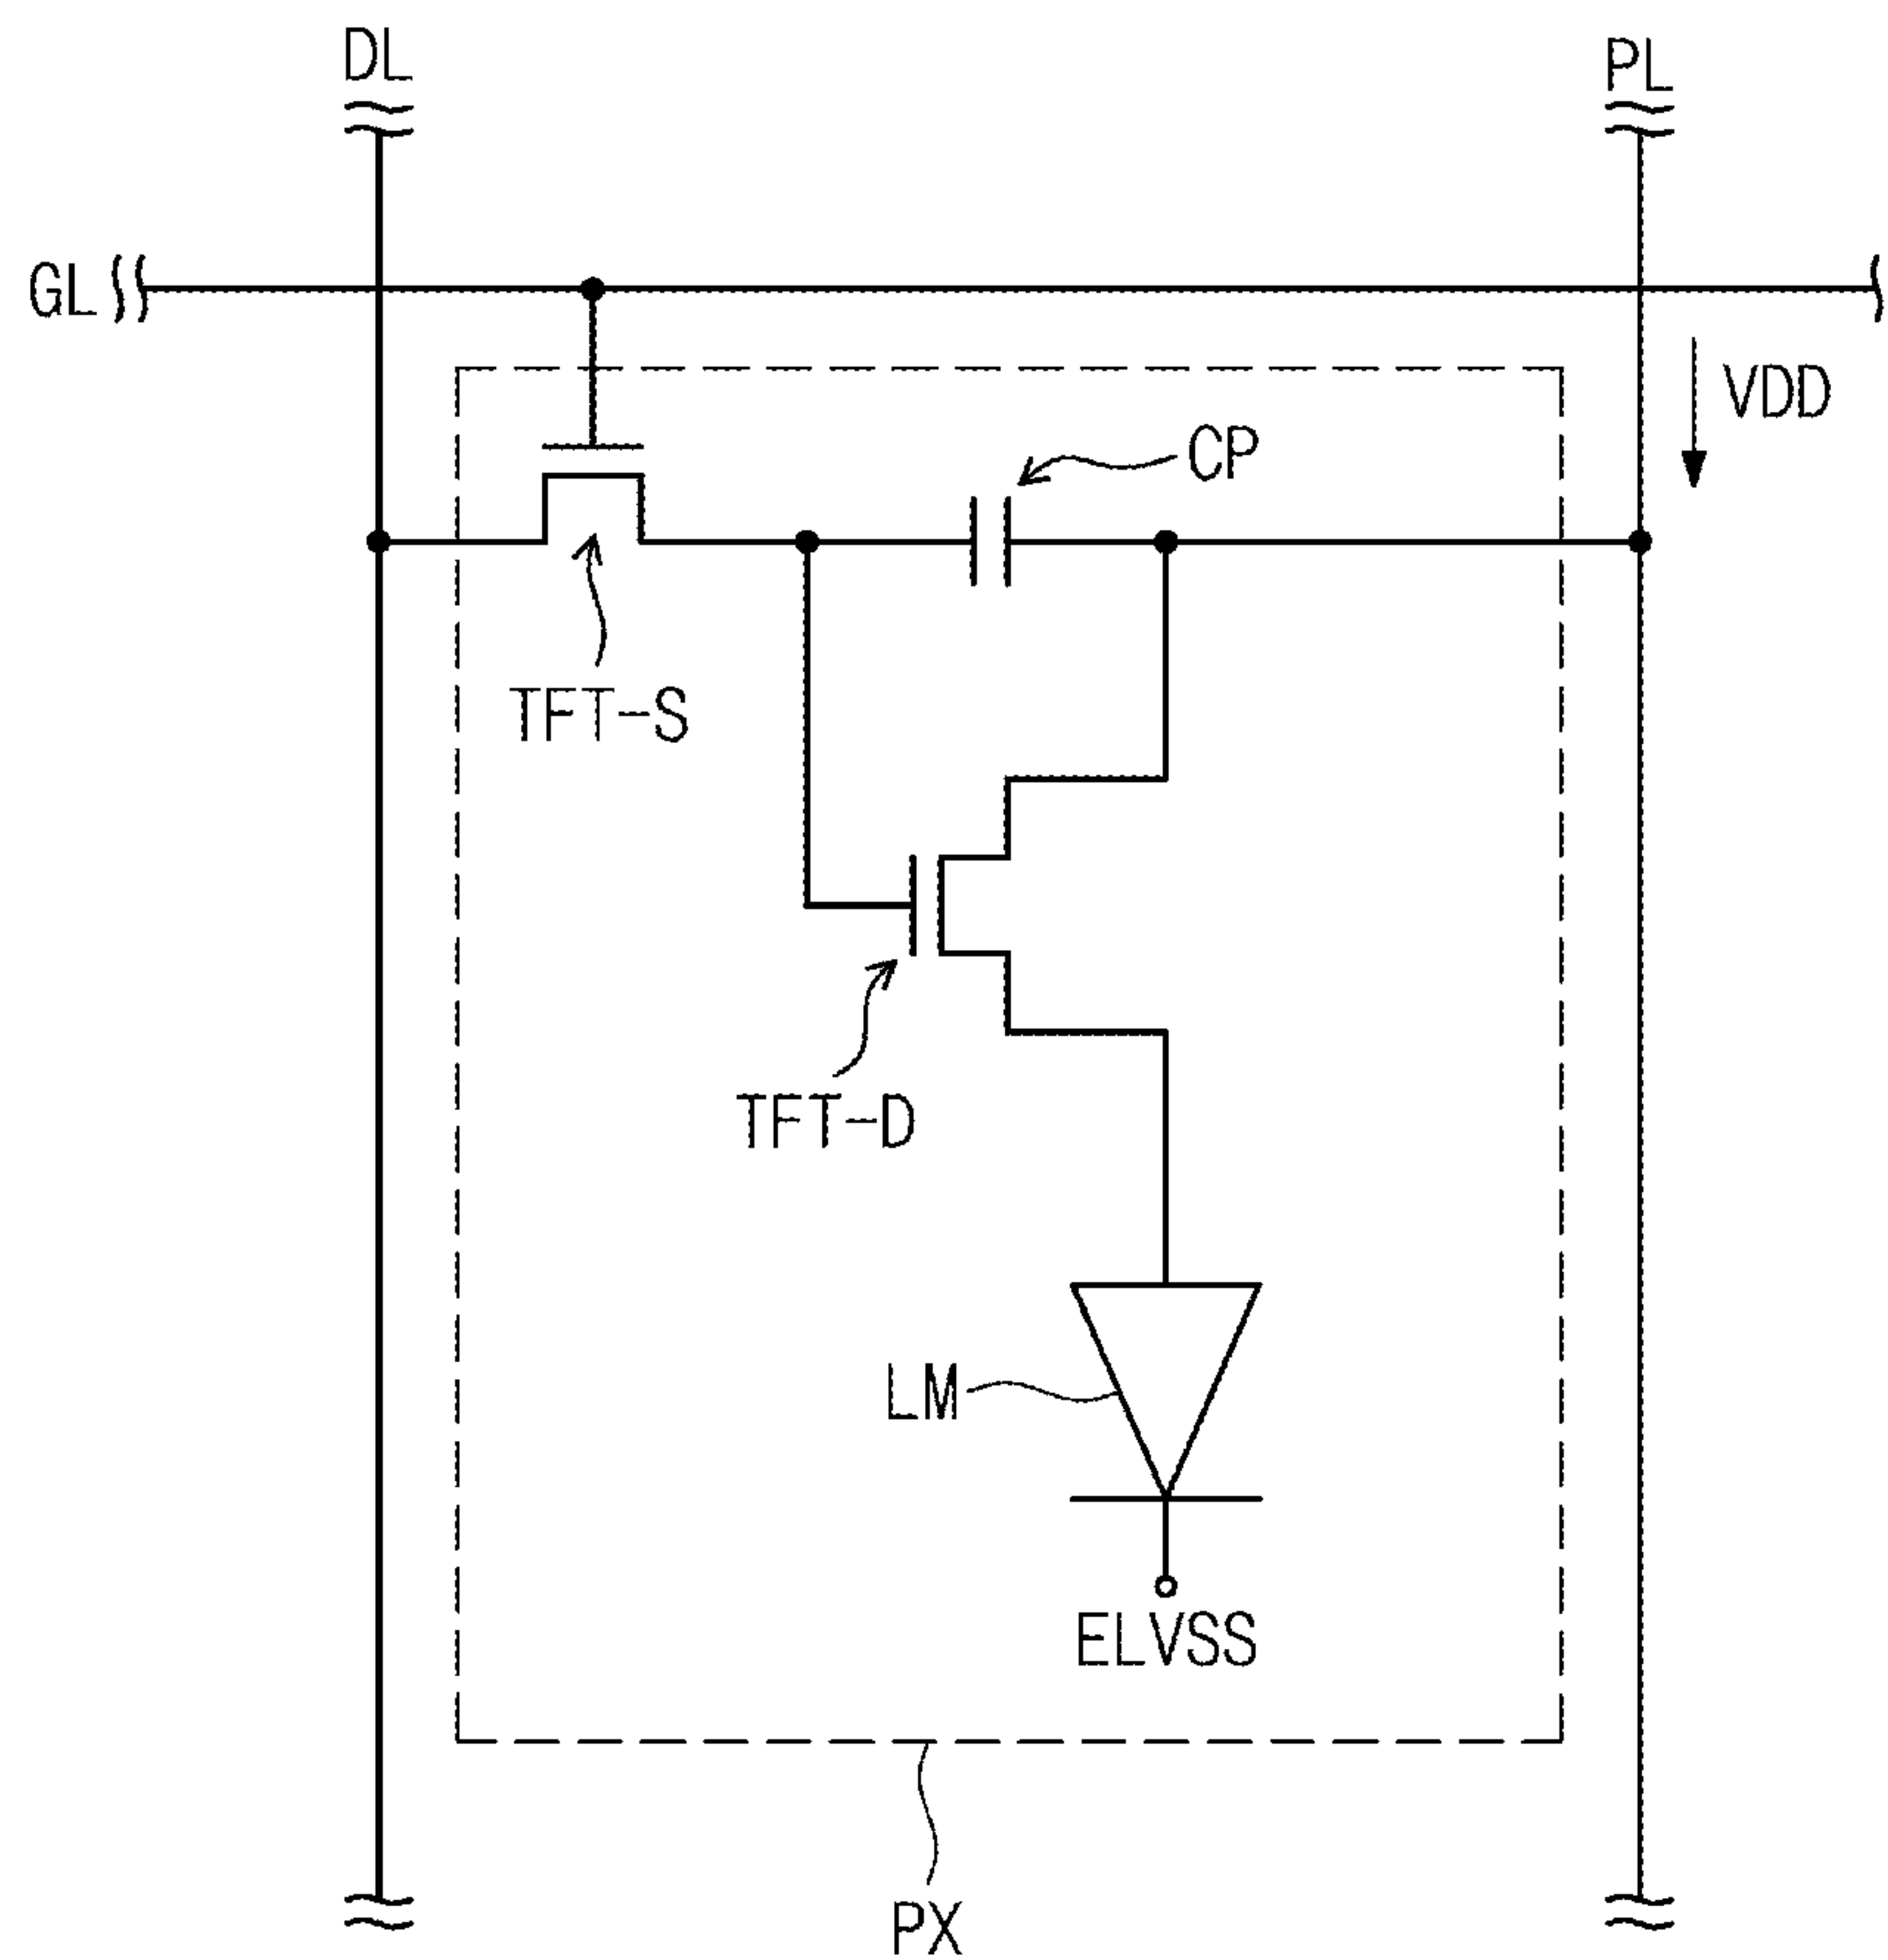 DL
PL
GL
VDD
CP
TFT-S
TFT-D
LM
ELVSS
PX